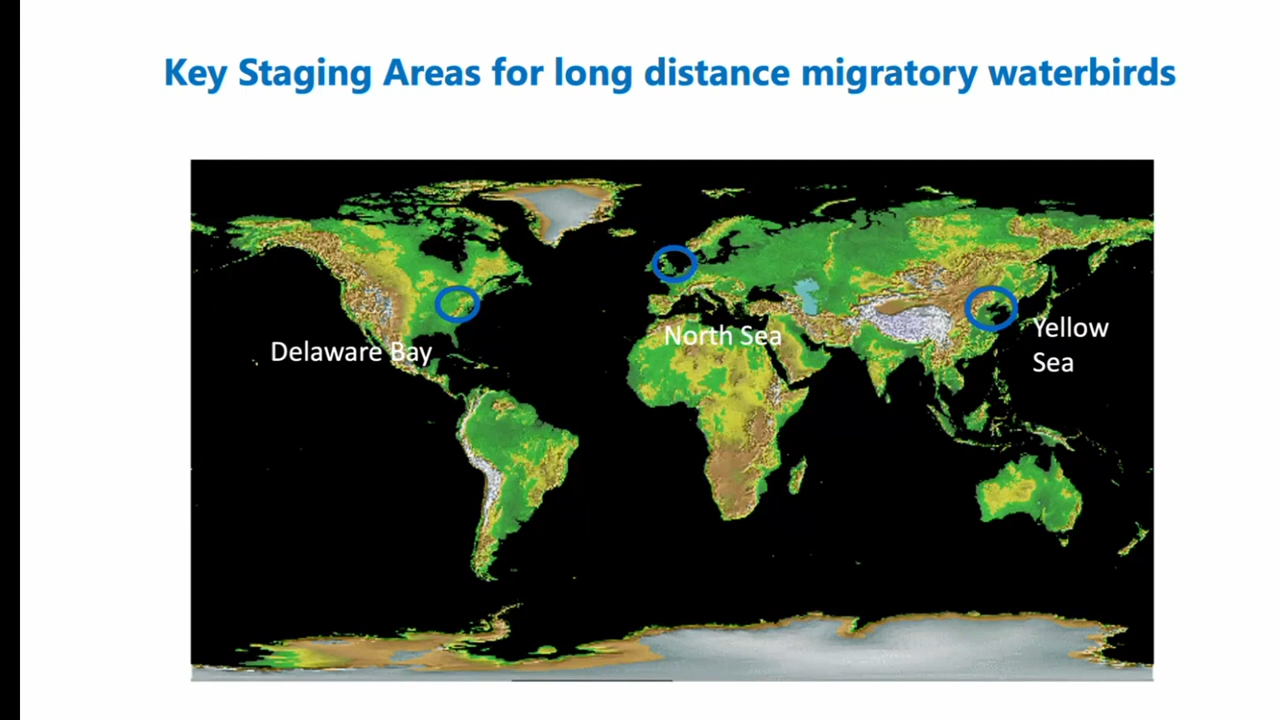 Key Staging Areas for long distance migratory waterbirds
Delaware Bay
North Sea
Yellow
Sea